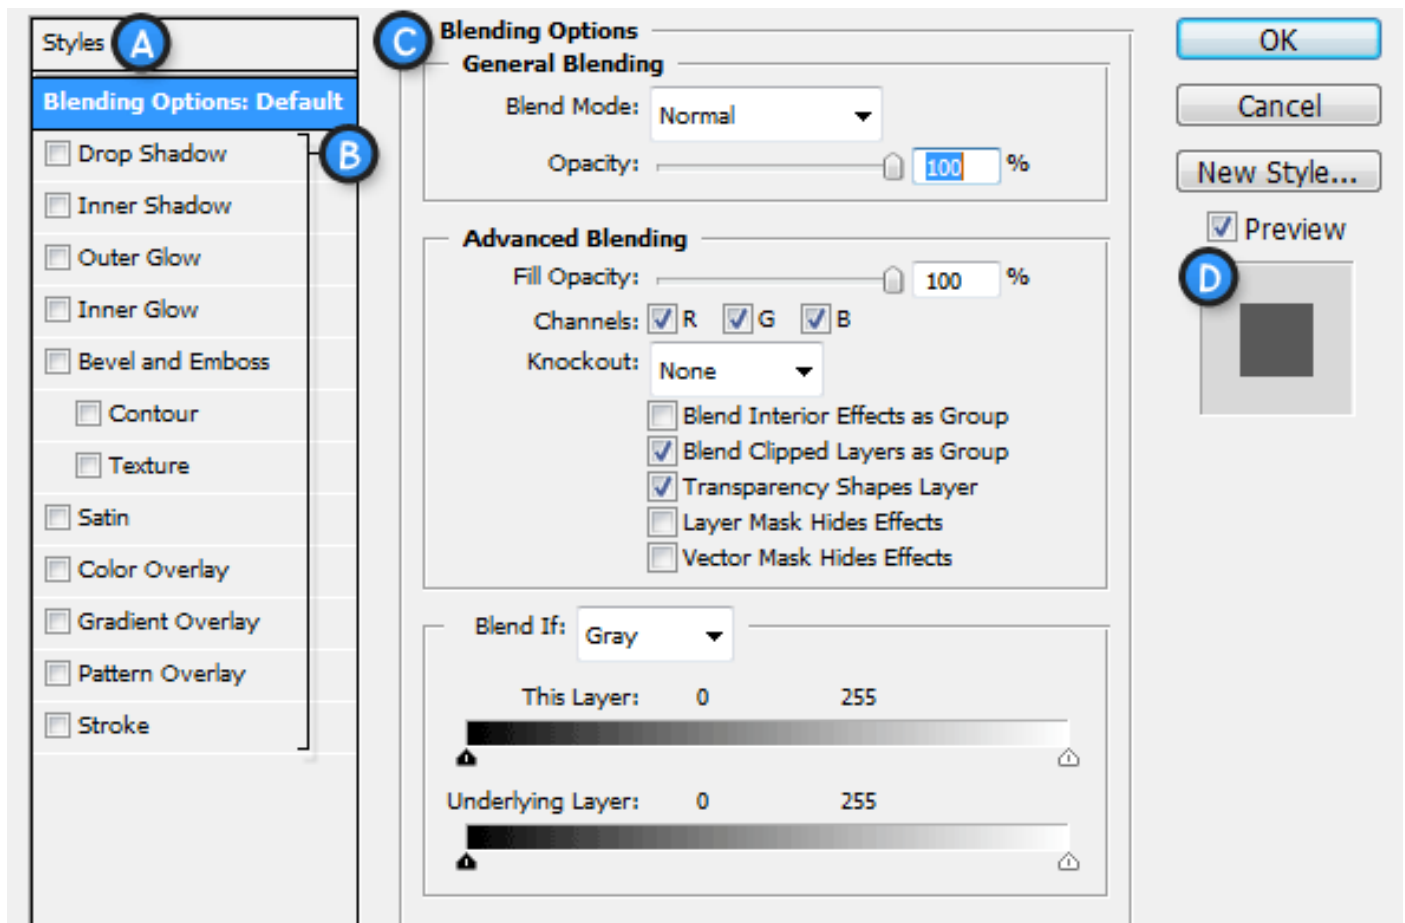 Styles
A
Blending Options: Default
Drop Shadow
B
Inner Shadow
Outer Glow
Inner Glow
Bevel and Emboss
Contour
Texture
Satin
Color Overlay
Gradient Overlay
Pattern Overlay
Stroke
C
Blending Options
General Blending
Blend Mode: Normal
Opacity: 100 %
Advanced Blending
Fill Opacity: 100 %
Channels: R G B
Knockout: None
Blend Interior Effects as Group
Blend Clipped Layers as Group
Transparency Shapes Layer
Layer Mask Hides Effects
Vector Mask Hides Effects
Blend If: Gray
This Layer: 0 255
Underlying Layer: 0 255
OK
Cancel
New Style...
Preview
D